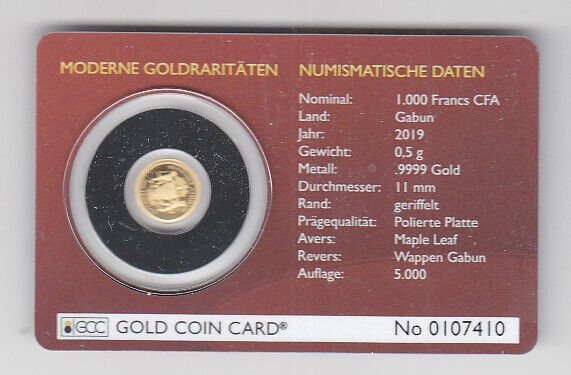 MODERNE GOLDRARITÄTEN
NUMISMATISCHE DATEN
Nominal: 1.000 Francs CFA
Land: Gabun
Jahr: 2019
Gewicht: 0,5 g
Metall: .9999 Gold
Durchmesser: 11 mm
Rand: geriffelt
Prägequalität: Polierte Platte
Avers: Maple Leaf
Revers: Wappen Gabun
Auflage: 5.000
GCC GOLD COIN CARD® No 0107410